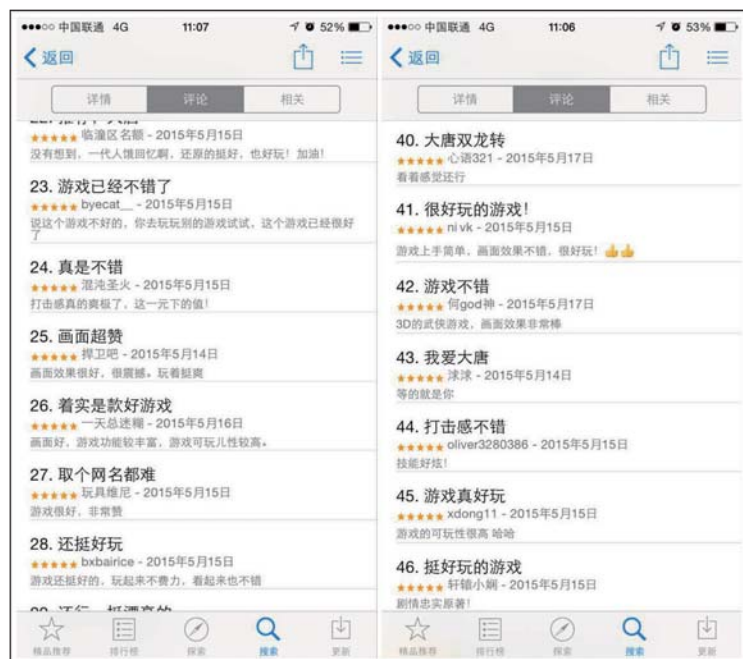 中国联通 4G 11:07 52%
返回
详情 评论 相关
临潼区名额 - 2015年5月15日
没有想到，一代人饿回忆啊，还原的挺好，也好玩！加油！
23. 游戏已经不错了
byecat__ - 2015年5月15日
说这个游戏不好的，你去玩玩别的游戏试试，这个游戏已经很好
了
24. 真是不错
混沌圣火 - 2015年5月15日
打击感真的爽极了，这一元下的值！
25. 画面超赞
捍卫吧 - 2015年5月14日
画面效果很好，很震撼。玩着挺爽
26. 着实是款好游戏
一天总迷糊 - 2015年5月16日
画面好，游戏功能较丰富，游戏可玩儿性较高。
27. 取个网名都难
玩具维尼 - 2015年5月15日
游戏很好，非常赞
28. 还挺好玩
bxbairice - 2015年5月15日
游戏还挺好的，玩起来不费力，看起来也不错
精品推荐 排行榜 探索 搜索 更新
中国联通 4G 11:06 53%
返回
详情 评论 相关
40. 大唐双龙转
心语321 - 2015年5月17日
看着感觉还行
41. 很好玩的游戏！
ni vk - 2015年5月15日
游戏上手简单，画面效果不错，很好玩！👍👍
42. 游戏不错
何god神 - 2015年5月17日
3D的武侠游戏，画面效果非常棒
43. 我爱大唐
浗浗 - 2015年5月14日
等的就是你
44. 打击感不错
oliver3280386 - 2015年5月15日
技能好炫！
45. 游戏真好玩
xdong11 - 2015年5月15日
游戏的可玩性很高 哈哈
46. 挺好玩的游戏
轩辕小娴 - 2015年5月15日
剧情忠实原著！
精品推荐 排行榜 探索 搜索 更新